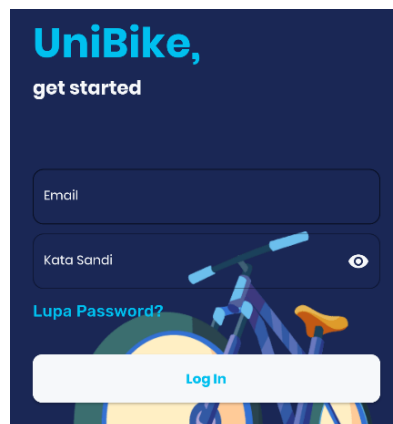 UniBike,
get started
Email
Kata Sandi
Lupa Password?
Log In